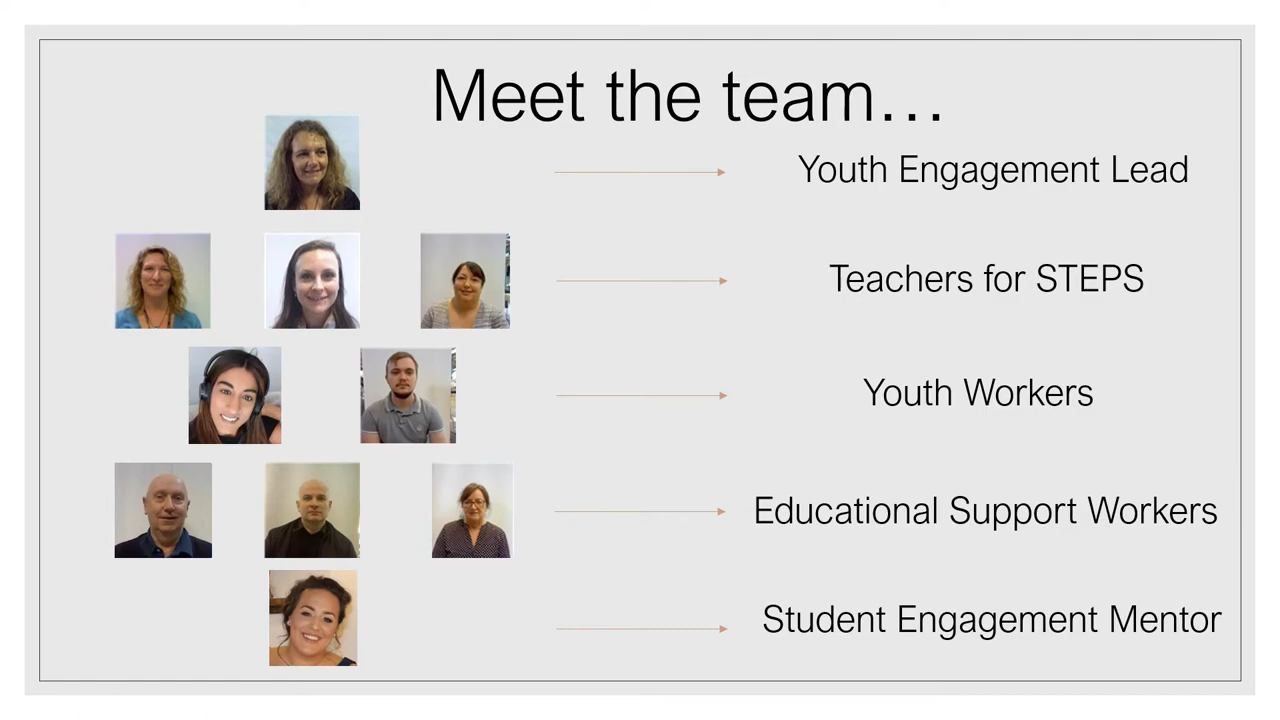 Meet the team…
Youth Engagement Lead
Teachers for STEPS
Youth Workers
Educational Support Workers
Student Engagement Mentor